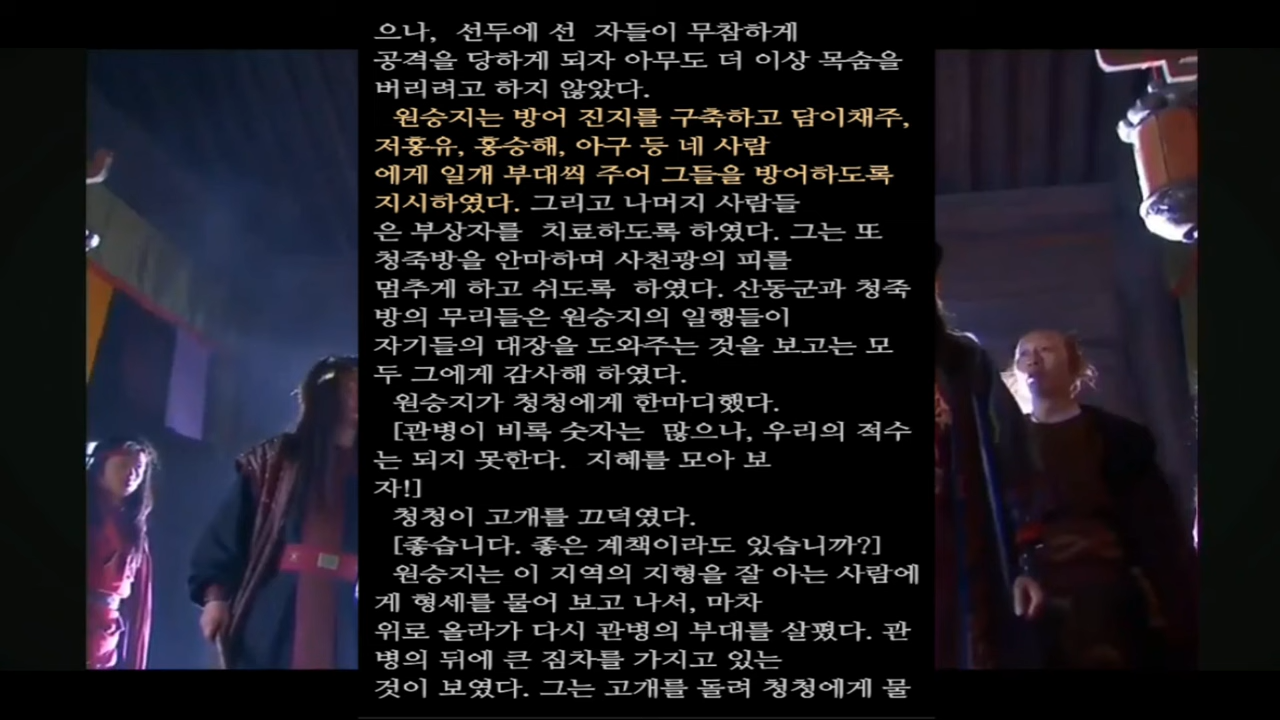 으나, 선두에 선 자들이 무참하게
공격을 당하게 되자 아무도 더 이상 목숨을
버리려고 하지 않았다.
원승지는 방어 진지를 구축하고 담이채주,
저홍유, 홍승해, 아구 등 네 사람
에게 일개 부대씩 주어 그들을 방어하도록
지시하였다. 그리고 나머지 사람들
은 부상자를 치료하도록 하였다. 그는 또
청죽방을 안마하며 사천광의 피를
멈추게 하고 쉬도록 하였다. 산동군과 청죽
방의 무리들은 원승지의 일행들이
자기들의 대장을 도와주는 것을 보고는 모
두 그에게 감사해 하였다.
원승지가 청청에게 한마디했다.
[관병이 비록 숫자는 많으나, 우리의 적수
는 되지 못한다. 지혜를 모아 보
자!]
청청이 고개를 끄덕였다.
[좋습니다. 좋은 계책이라도 있습니까?]
원승지는 이 지역의 지형을 잘 아는 사람에
게 형세를 물어 보고 나서, 마차
위로 올라가 다시 관병의 부대를 살폈다. 관
병의 뒤에 큰 짐차를 가지고 있는
것이 보였다. 그는 고개를 돌려 청청에게 물